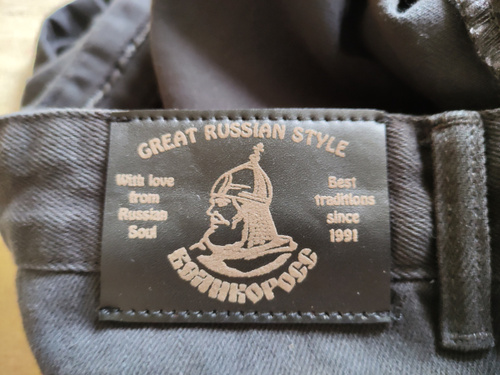 GREAT RUSSIAN STYLE
With love
from
Russian
Soul
Best
traditions
since
1991
ВЕЛИКОРОСС